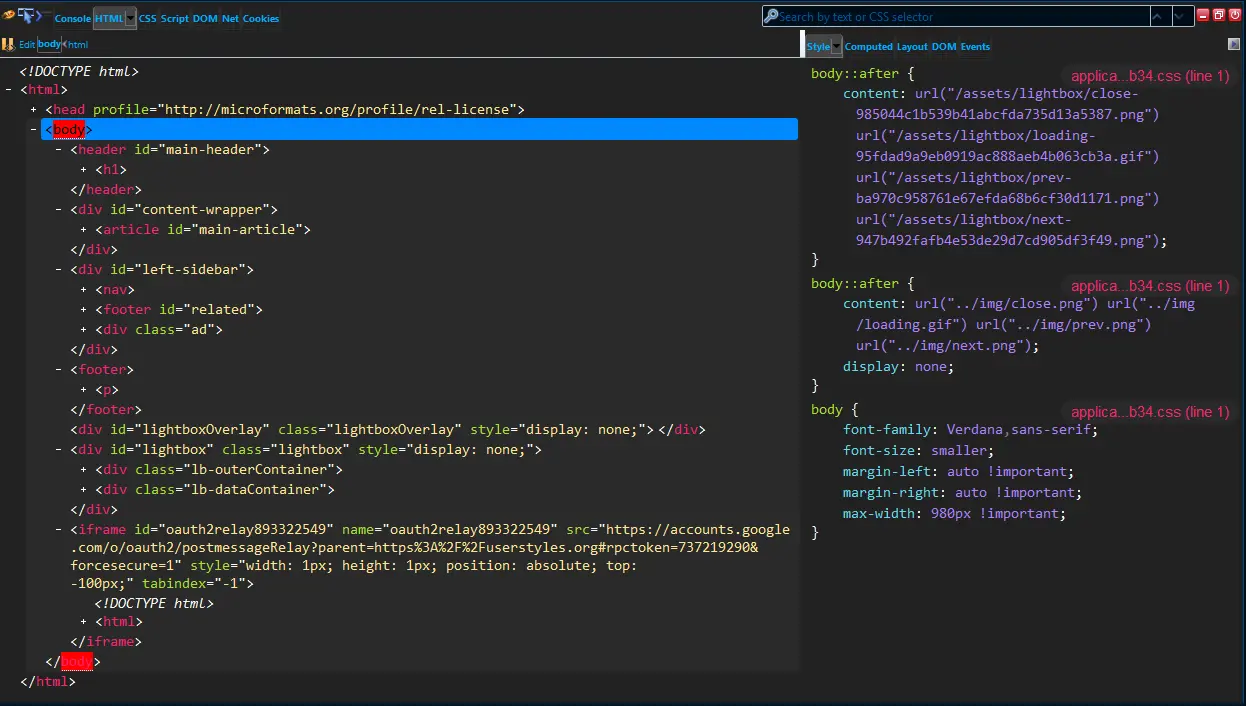 Console HTML CSS Script DOM Net Cookies
Search by text or CSS selector
Edit body < html
Style Computed Layout DOM Events
<!DOCTYPE html>
- <html>
+ <head profile="http://microformats.org/profile/rel-license">
- <body>
- <header id="main-header">
+ <h1>
</header>
- <div id="content-wrapper">
+ <article id="main-article">
</div>
- <div id="left-sidebar">
+ <nav>
+ <footer id="related">
+ <div class="ad">
</div>
- <footer>
+ <p>
</footer>
<div id="lightboxOverlay" class="lightboxOverlay" style="display: none;"> </div>
- <div id="lightbox" class="lightbox" style="display: none;">
+ <div class="lb-outerContainer">
+ <div class="lb-dataContainer">
</div>
- <iframe id="oauth2relay893322549" name="oauth2relay893322549" src="https://accounts.google
.com/o/oauth2/postmessageRelay?parent=https%3A%2F%2Fuserstyles.org#rpctoken=737219290&
forcesecure=1" style="width: 1px; height: 1px; position: absolute; top:
-100px;" tabindex="-1">
<!DOCTYPE html>
+ <html>
</iframe>
</body>
</html>
body::after {
applica...b34.css (line 1)
content: url("/assets/lightbox/close-
985044c1b539b41abcfda735d13a5387.png")
url("/assets/lightbox/loading-
95fdad9a9eb0919ac888aeb4b063cb3a.gif")
url("/assets/lightbox/prev-
ba970c958761e67efda68b6cf30d1171.png")
url("/assets/lightbox/next-
947b492fafb4e53de29d7cd905df3f49.png");
}
body::after {
applica...b34.css (line 1)
content: url("../img/close.png") url("../img
/loading.gif") url("../img/prev.png")
url("../img/next.png");
display: none;
}
body {
applica...b34.css (line 1)
font-family: Verdana,sans-serif;
font-size: smaller;
margin-left: auto !important;
margin-right: auto !important;
max-width: 980px !important;
}